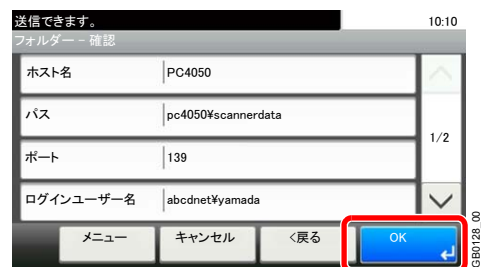 送信できます。 10:10
フォルダー - 確認
ホスト名 PC4050
パス pc4050¥scannerdata
1/2
ポート 139
ログインユーザー名 abcdnet¥yamada
メニュー キャンセル <戻る OK
GB0128_00